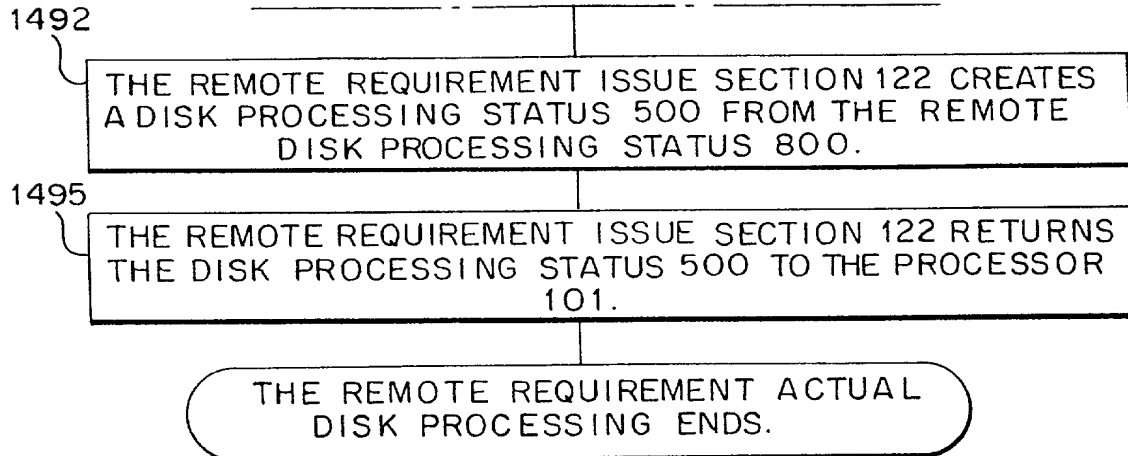 1492
THE REMOTE REQUIREMENT ISSUE SECTION 122 CREATES
A DISK PROCESSING STATUS 500 FROM THE REMOTE
DISK PROCESSING STATUS 800.
1495
THE REMOTE REQUIREMENT ISSUE SECTION 122 RETURNS
THE DISK PROCESSING STATUS 500 TO THE PROCESSOR
101.
THE REMOTE REQUIREMENT ACTUAL
DISK PROCESSING ENDS.